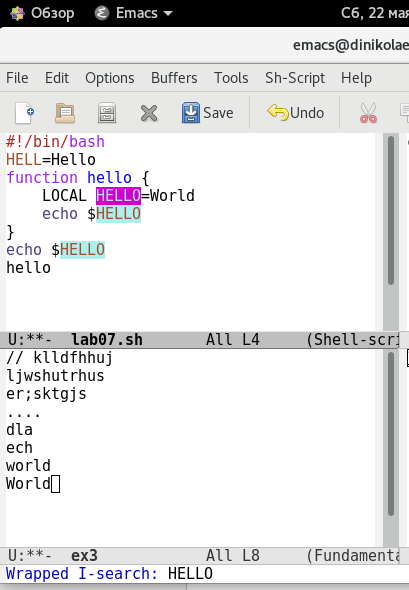 Обзор Emacs Сб, 22 мая
emacs@dinikolae
File Edit Options Buffers Tools Sh-Script Help
Save Undo
#!/bin/bash
HELL=Hello
function hello {
    LOCAL HELLO=World
    echo $HELLO
}
echo $HELLO
hello
U:**- lab07.sh All L4 (Shell-scri
// klldfhhuj
ljwshutrhus
er;sktgjs
....
dla
ech
world
World
U:**- ex3 All L8 (Fundamenta
Wrapped I-search: HELLO